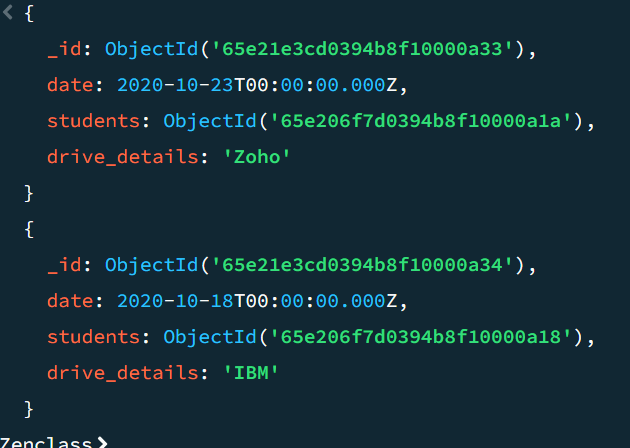 {
_id: ObjectId('65e21e3cd0394b8f10000a33'),
date: 2020-10-23T00:00:00.000Z,
students: ObjectId('65e206f7d0394b8f10000a1a'),
drive_details: 'Zoho'
}
{
_id: ObjectId('65e21e3cd0394b8f10000a34'),
date: 2020-10-18T00:00:00.000Z,
students: ObjectId('65e206f7d0394b8f10000a18'),
drive_details: 'IBM'
}
Zenclass>